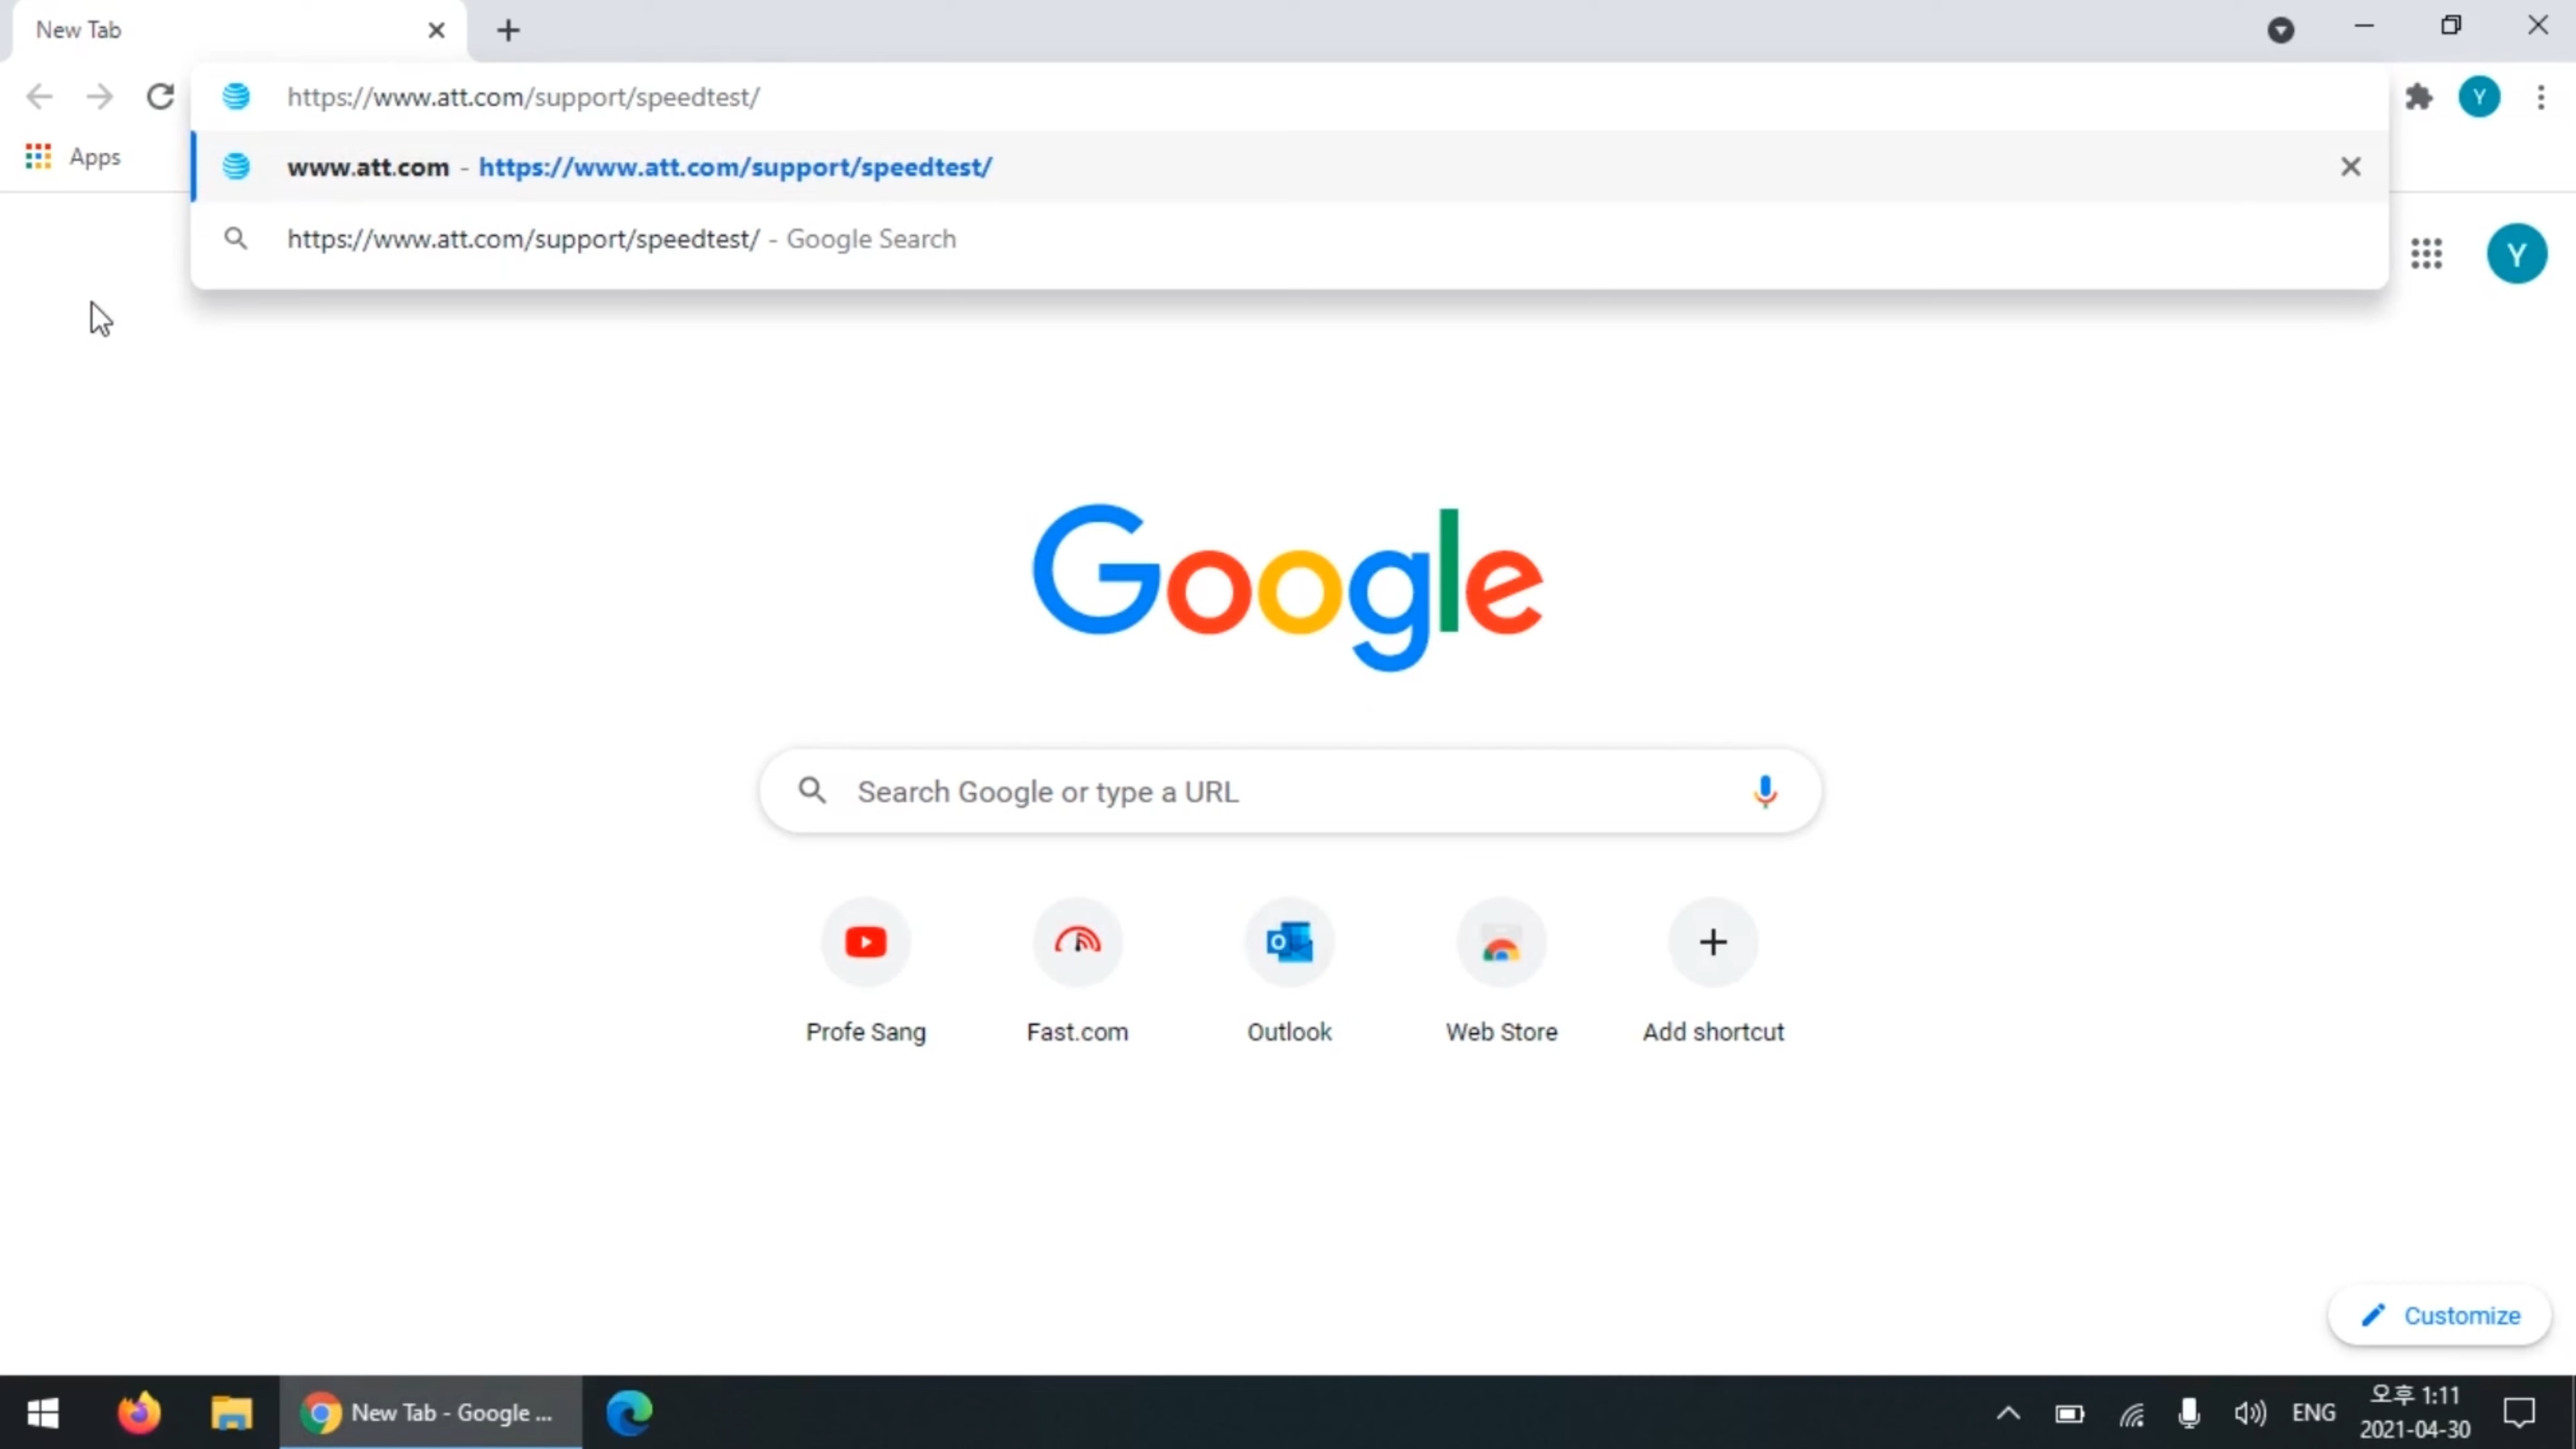 New Tab
https://www.att.com/support/speedtest/
Apps
www.att.com - https://www.att.com/support/speedtest/
https://www.att.com/support/speedtest/ - Google Search
Y
Y
Google
Search Google or type a URL
Profe Sang
Fast.com
Outlook
Web Store
Add shortcut
Customize
New Tab - Google ...
ENG
오후 1:11
2021-04-30